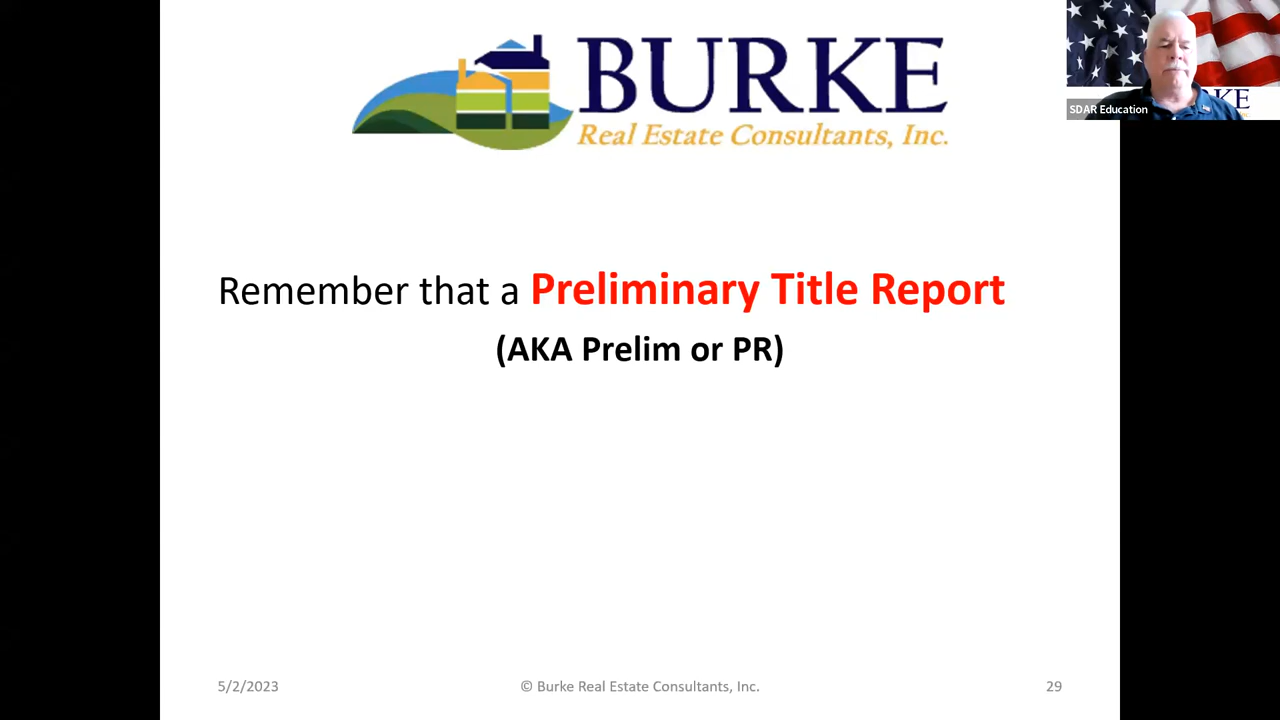 BURKE
Real Estate Consultants, Inc.
SDAR Education
Remember that a Preliminary Title Report
(AKA Prelim or PR)
5/2/2023
© Burke Real Estate Consultants, Inc.
29